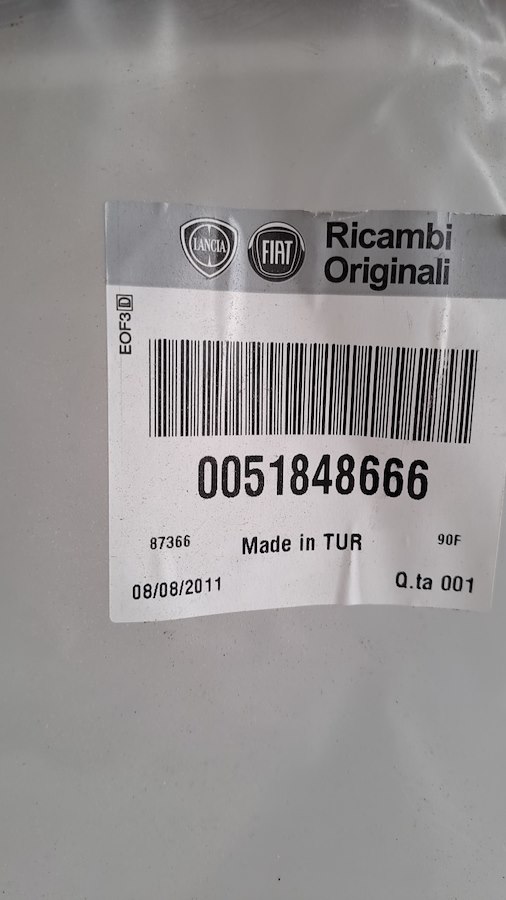 LANCIA
FIAT
Ricambi
Originali
EOF3 D
0051848666
87366
Made in TUR
90F
08/08/2011
Q.ta 001